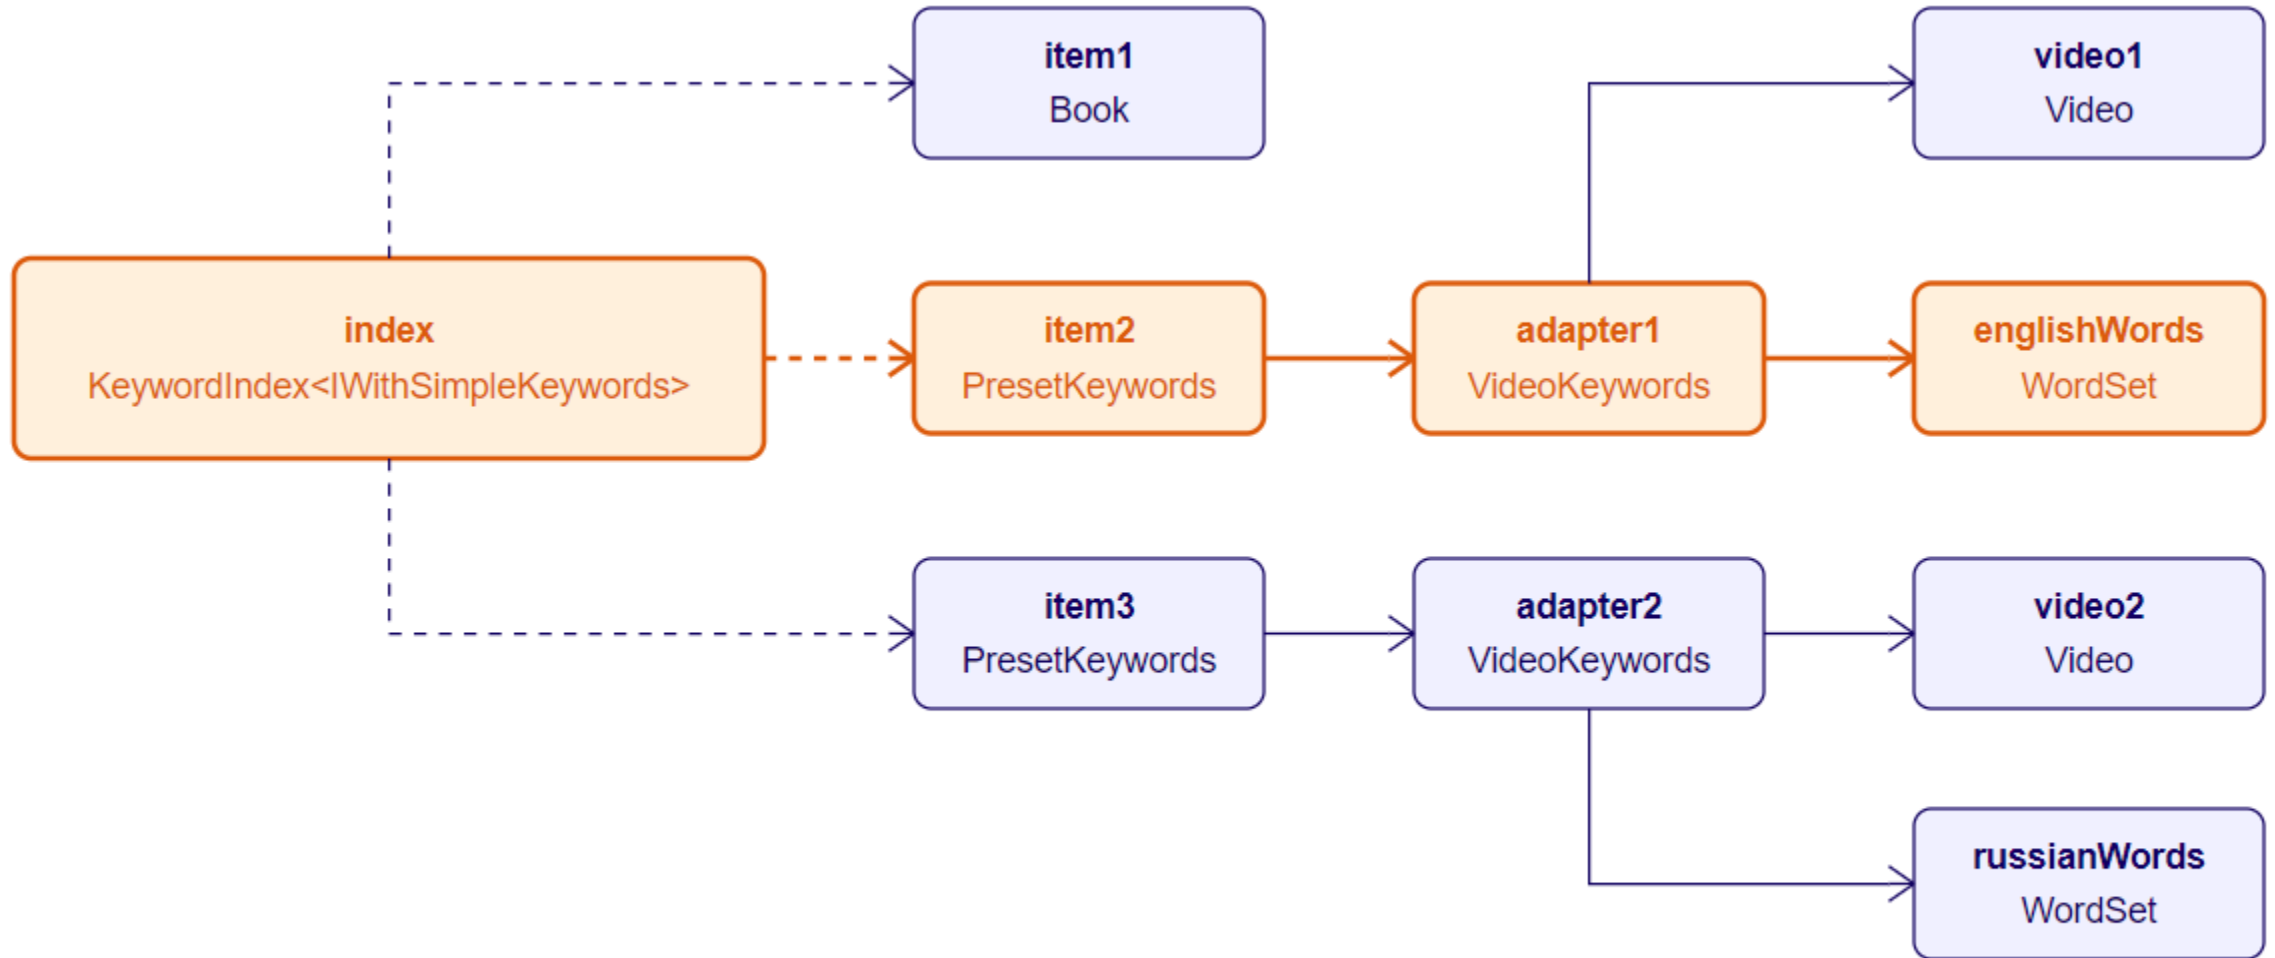 item1
Book
video1
Video
index
KeywordIndex<IWithSimpleKeywords>
item2
PresetKeywords
adapter1
VideoKeywords
englishWords
WordSet
item3
PresetKeywords
adapter2
VideoKeywords
video2
Video
russianWords
WordSet